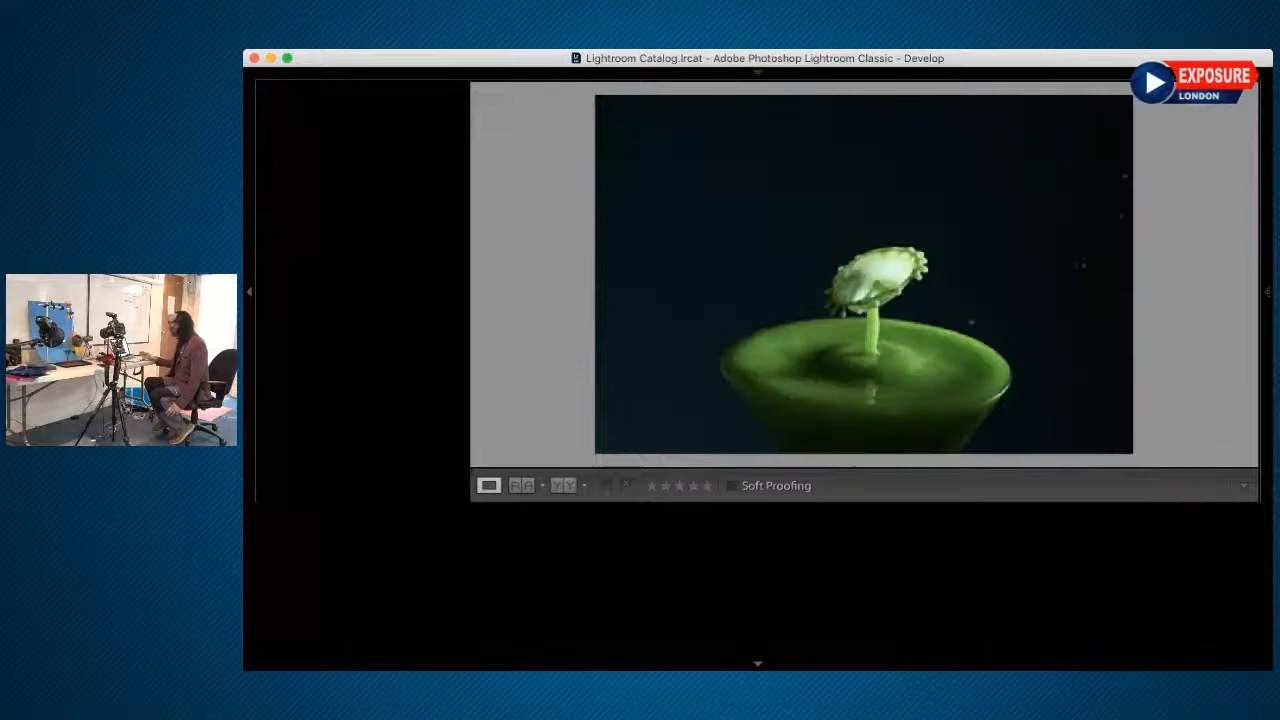 Lightroom Catalog.lrcat - Adobe Photoshop Lightroom Classic - Develop
EXPOSURE
LONDON
Soft Proofing